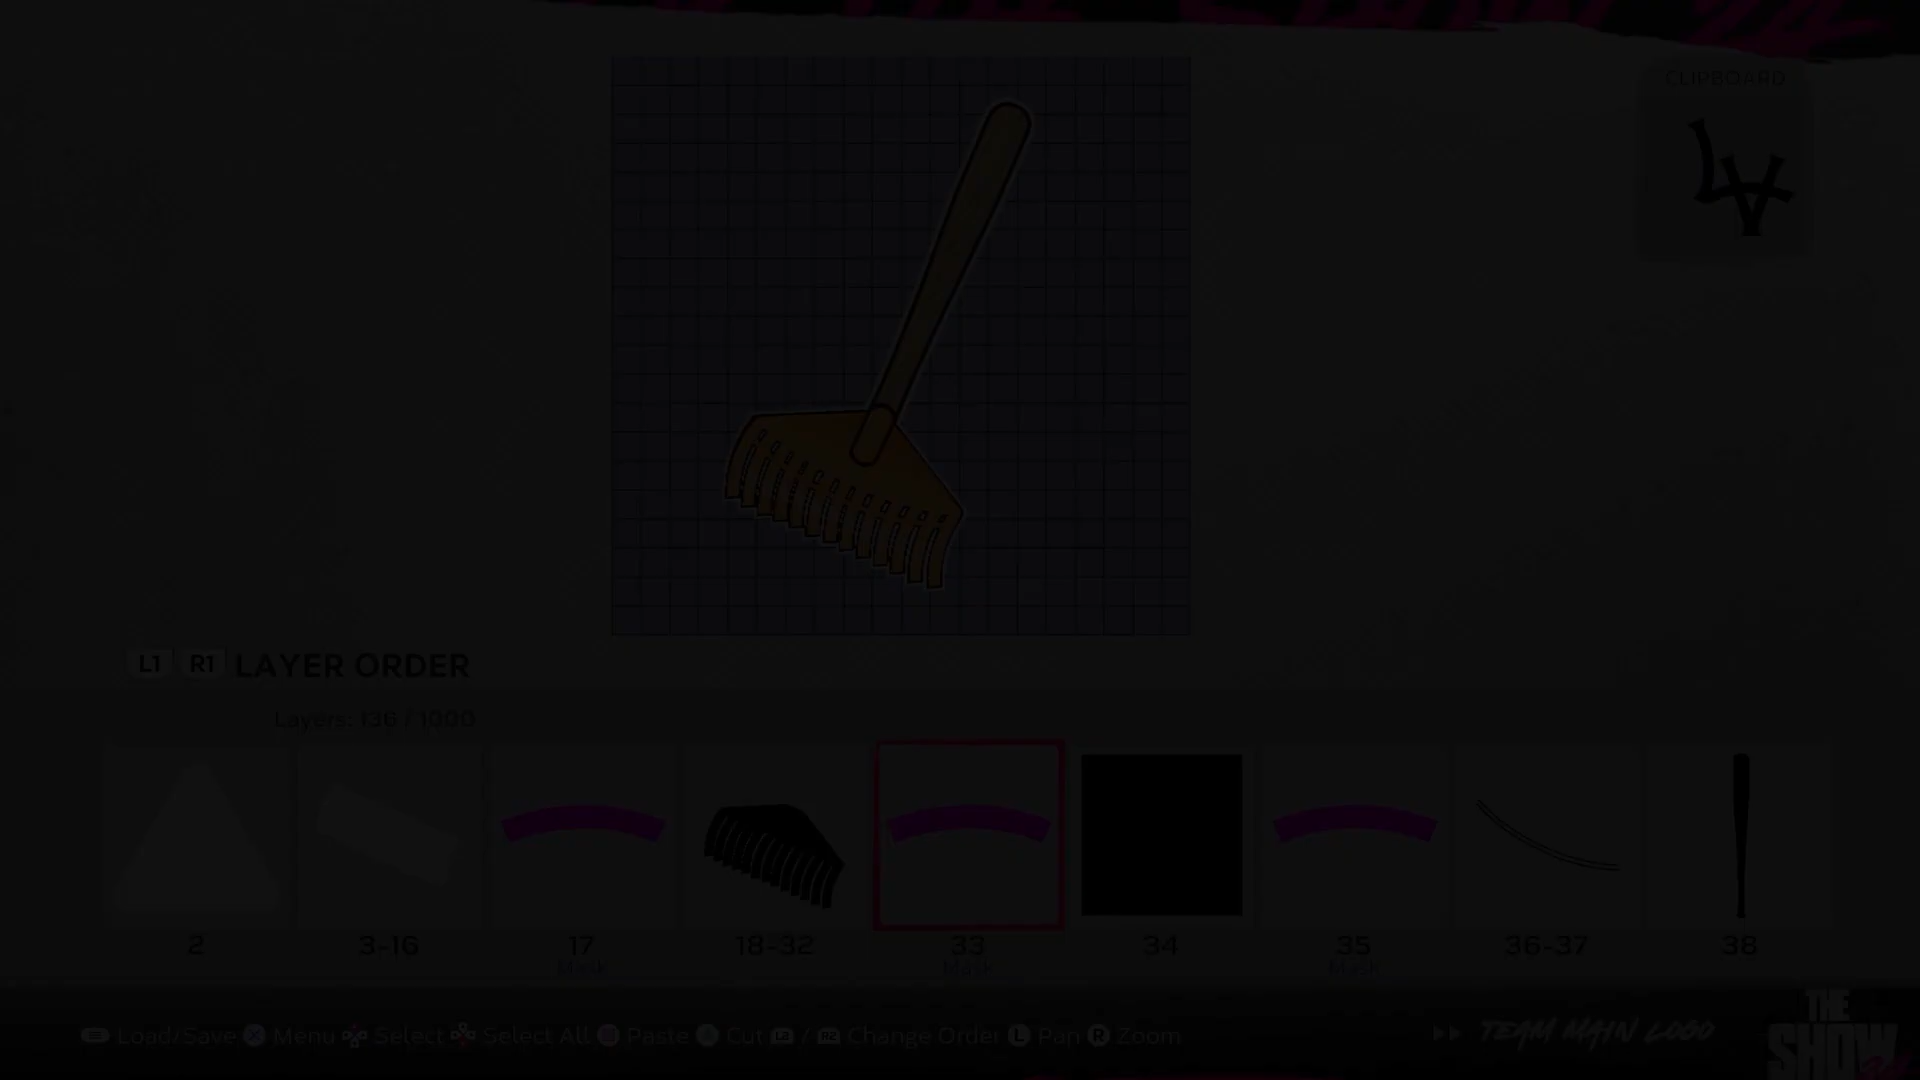 CLIPBOARD
L1 R1 LAYER ORDER
Layers: 136 / 1000
2 3-16 17 18-32 33 34 35 36-37 38
Mask Mask Mask
Load/Save Menu Select Select All Paste Cut L2 / R2 Change Order L Pan R Zoom
TEAM MAIN LOGO
THE
SHOW